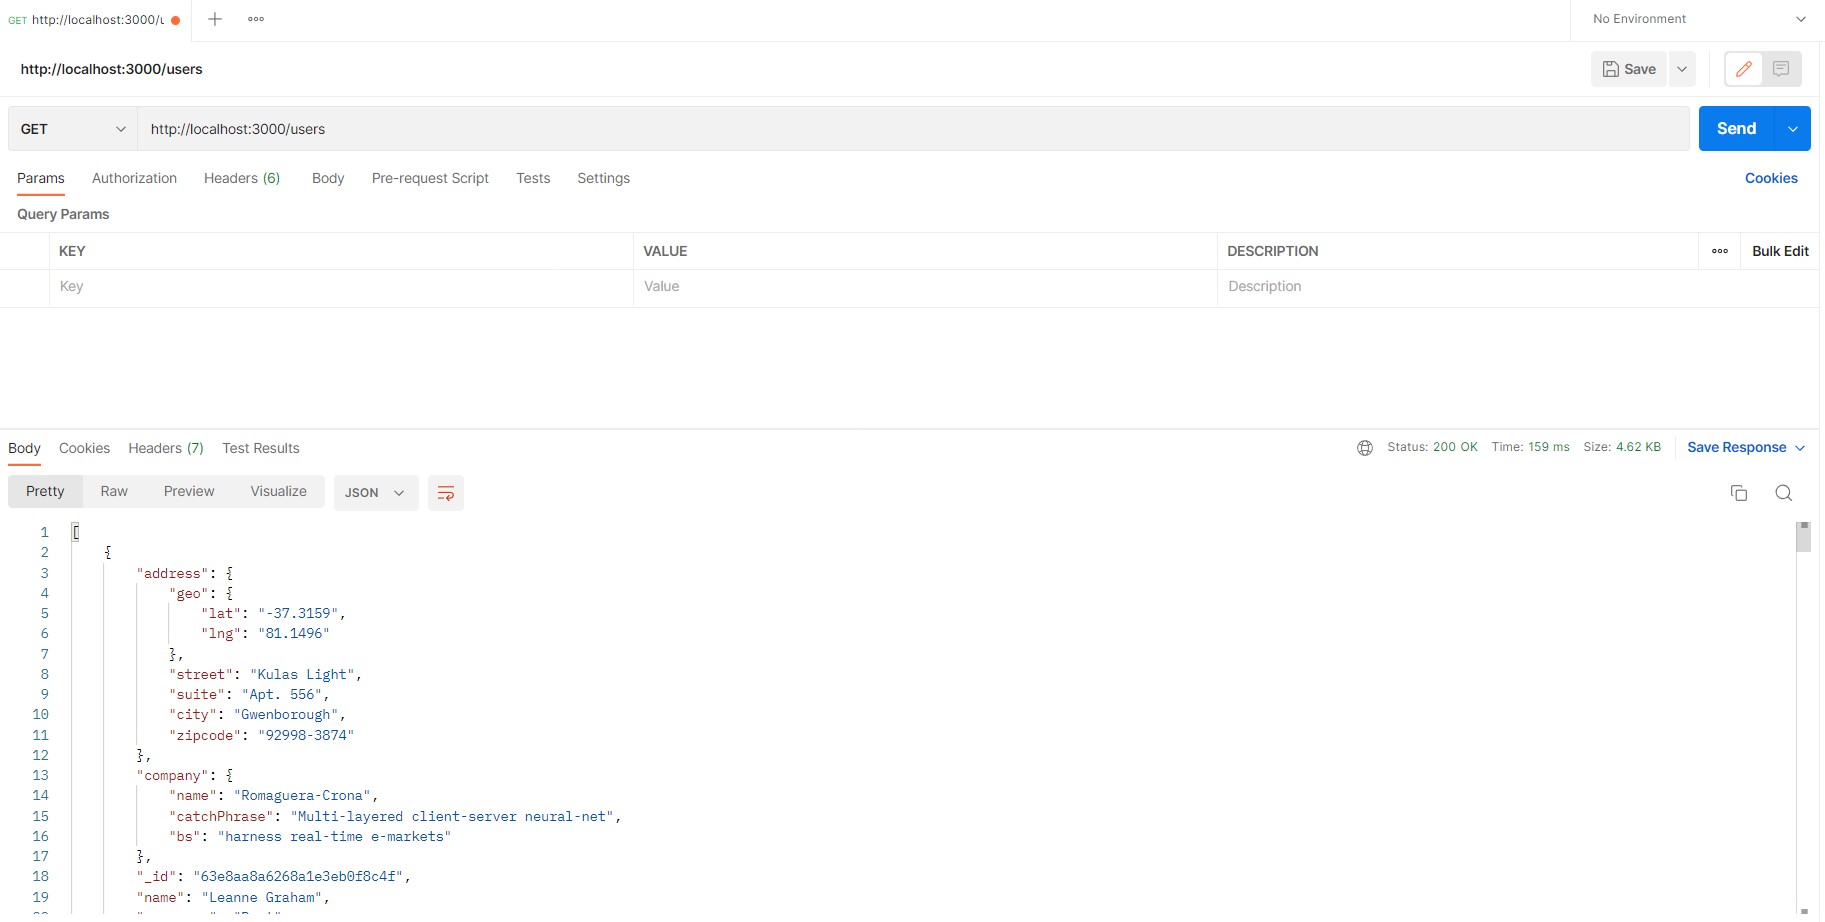 GET http://localhost:3000/u
No Environment
http://localhost:3000/users
Save
GET http://localhost:3000/users
Send
Params Authorization Headers (6) Body Pre-request Script Tests Settings Cookies
Query Params
KEY VALUE DESCRIPTION Bulk Edit
Key Value Description
Body Cookies Headers (7) Test Results Status: 200 OK Time: 159 ms Size: 4.62 KB Save Response
Pretty Raw Preview Visualize JSON
1 [
2 {
3 "address": {
4 "geo": {
5 "lat": "-37.3159",
6 "lng": "81.1496"
7 },
8 "street": "Kulas Light",
9 "suite": "Apt. 556",
10 "city": "Gwenborough",
11 "zipcode": "92998-3874"
12 },
13 "company": {
14 "name": "Romaguera-Crona",
15 "catchPhrase": "Multi-layered client-server neural-net",
16 "bs": "harness real-time e-markets"
17 },
18 "_id": "63e8aa8a6268a1e3eb0f8c4f",
19 "name": "Leanne Graham",